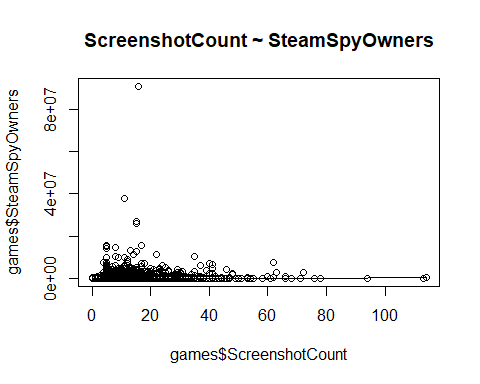 ScreenshotCount ~ SteamSpyOwners
games$SteamSpyOwners
8e+07
4e+07
0e+00
0 20 40 60 80 100
games$ScreenshotCount